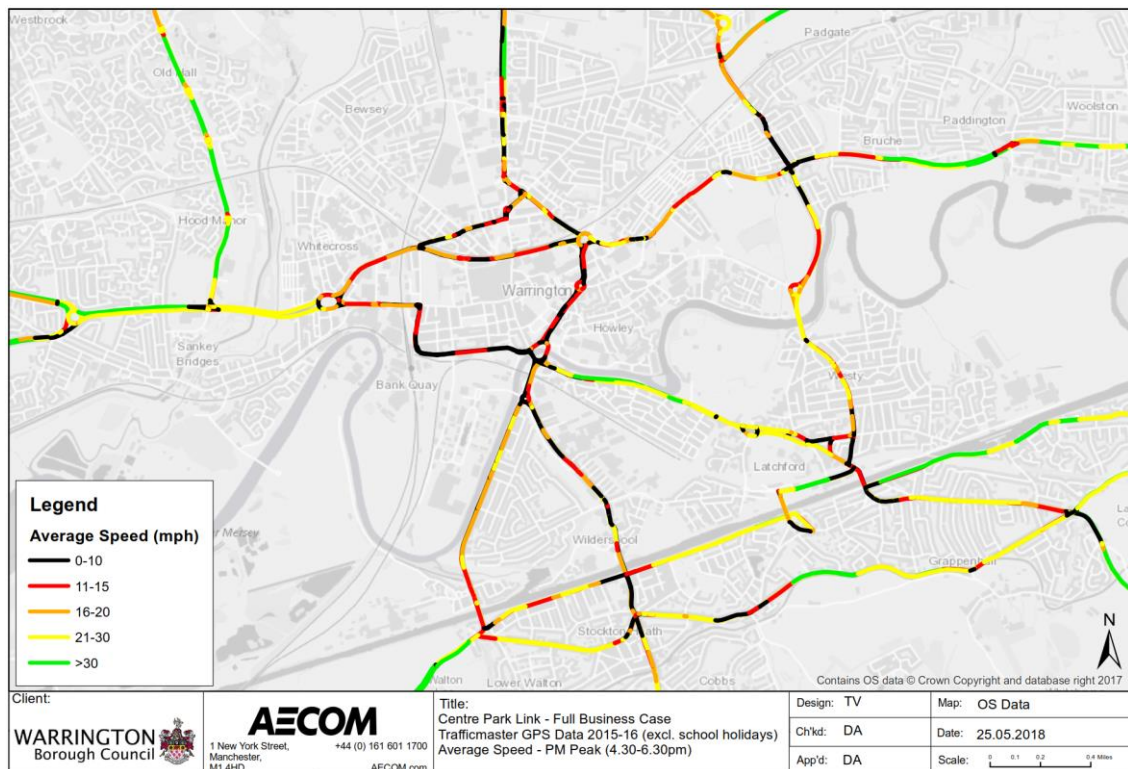 Westbrook
Padgate
Old Hall
Bewsey
Woolston
Paddington
Bruche
Hood Manor
Whitecross
Warrington
Howley
Sankey
Bridges
Bank Quay
Westy
Latchford
Legend
Average Speed (mph)
0-10
11-15
16-20
21-30
>30
Mersey
Wilderspool
Grappenhall
Stockton Heath
Walton
Lower Walton
Cobbs
N
Contains OS data © Crown Copyright and database right 2017
Client:
WARRINGTON
Borough Council
AECOM
1 New York Street,
Manchester,
M1 4HD
+44 (0) 161 601 1700
AECOM.com
Title:
Centre Park Link - Full Business Case
Trafficmaster GPS Data 2015-16 (excl. school holidays)
Average Speed - PM Peak (4.30-6.30pm)
Design: TV
Map: OS Data
Ch'kd: DA
Date: 25.05.2018
App'd: DA
Scale: 0 0.1 0.2 0.4 Miles